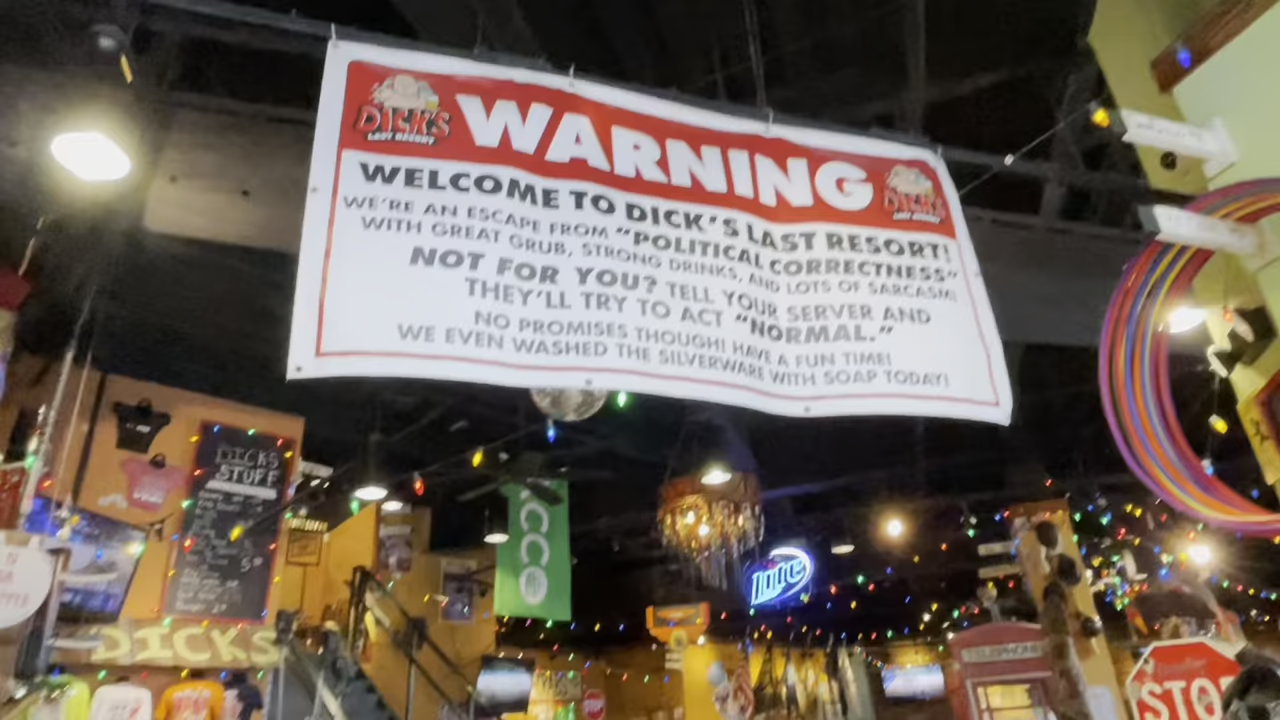 DICK'S
LAST RESORT
WARNING
DICK'S
LAST RESORT
WELCOME TO DICK'S LAST RESORT!
WE'RE AN ESCAPE FROM "POLITICAL CORRECTNESS"
WITH GREAT GRUB, STRONG DRINKS, AND LOTS OF SARCASM!
NOT FOR YOU? TELL YOUR SERVER AND
THEY'LL TRY TO ACT "NORMAL."
NO PROMISES THOUGH! HAVE A FUN TIME!
WE EVEN WASHED THE SILVERWARE WITH SOAP TODAY!
DICKS
STUFF
DICKS
Lite
TELEPHONE
STOP
STOP